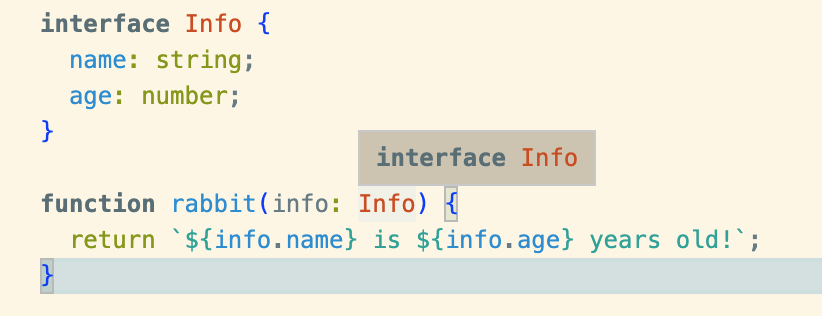 interface Info {
  name: string;
  age: number;
}
interface Info
function rabbit(info: Info) {
  return `${info.name} is ${info.age} years old!`;
}